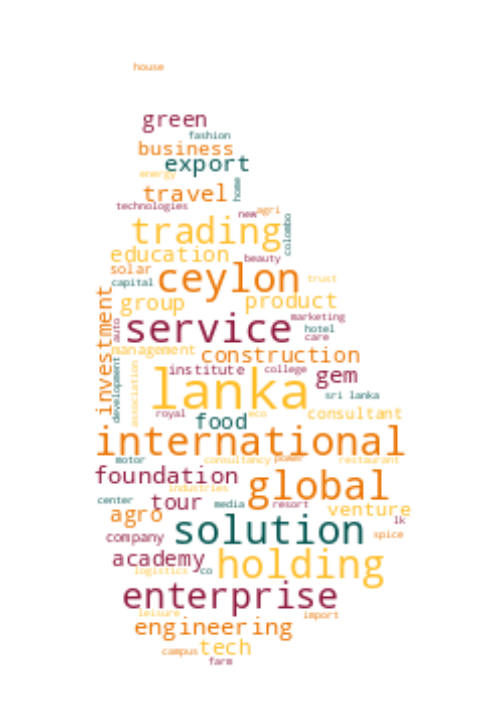 house
green
fashion
business
export
energy
travel
home
technologies
new
agri
trading
colombo
education
beauty
solar
ceylon
trust
capital
group
product
investment
auto
service
marketing
hotel
care
management
construction
institute
college
gem
development
association
lanka
sri lanka
royal
food
eco
consultant
international
motor
consultancy
power
restaurant
foundation
industries
global
center
tour
media
resort
venture
agro
solution
lk
company
spice
academy
logistics
co
holding
enterprise
leisure
import
engineering
campus
tech
farm